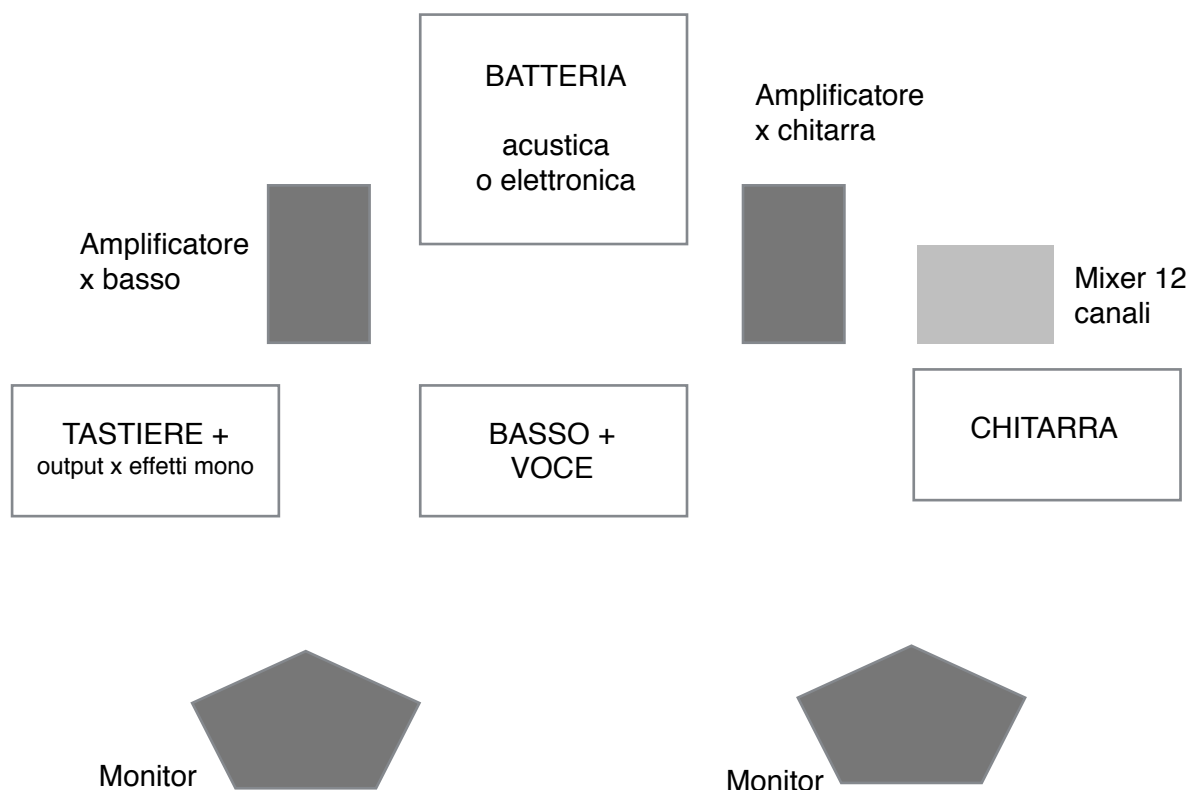 BATTERIA
acustica
o elettronica
Amplificatore
x chitarra
Amplificatore
x basso
Mixer 12
canali
TASTIERE +
output x effetti mono
BASSO +
VOCE
CHITARRA
Monitor
Monitor